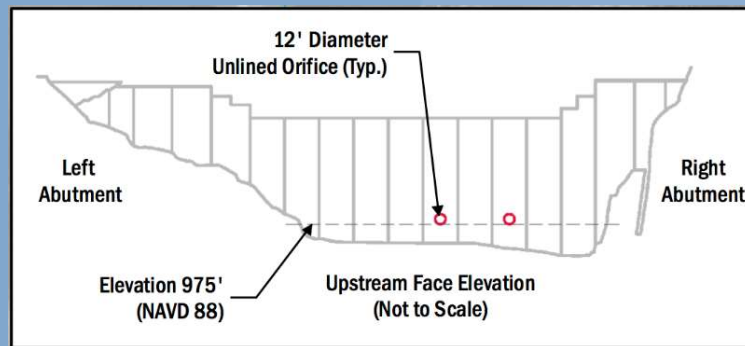 12' Diameter
Unlined Orifice (Typ.)
Left
Abutment
Right
Abutment
Elevation 975'
(NAVD 88)
Upstream Face Elevation
(Not to Scale)